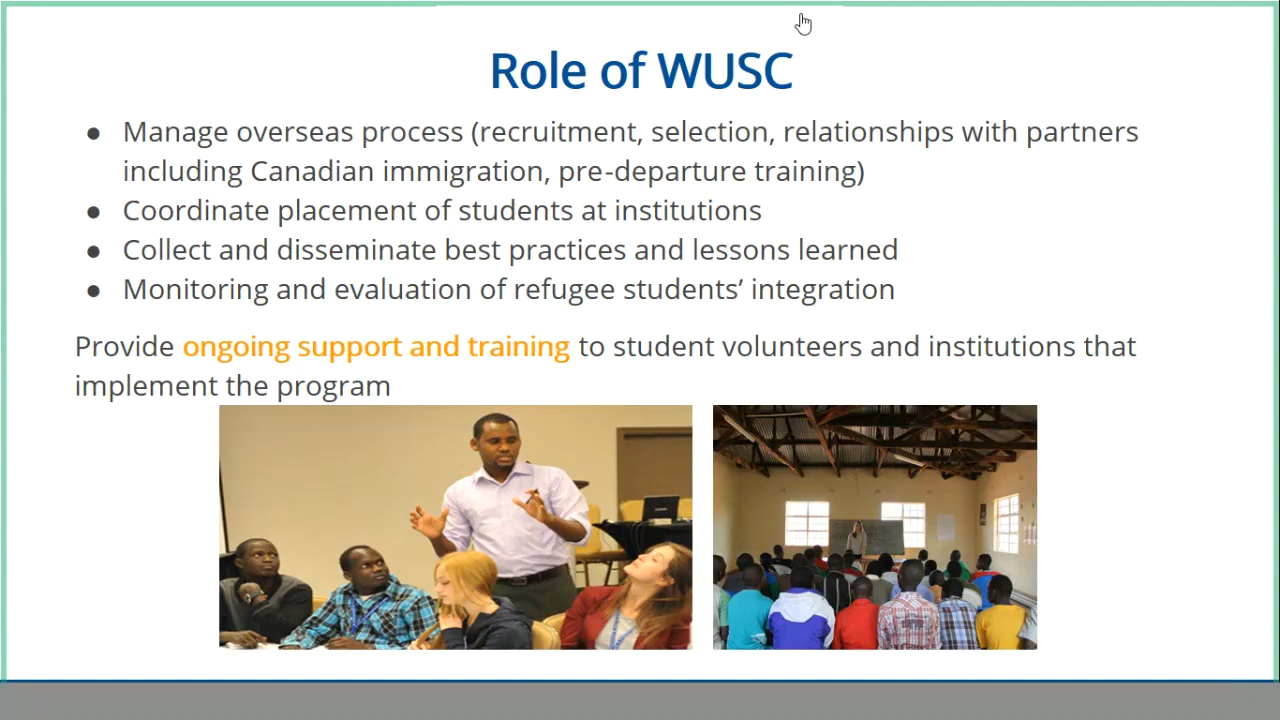 Role of WUSC
● Manage overseas process (recruitment, selection, relationships with partners
including Canadian immigration, pre-departure training)
● Coordinate placement of students at institutions
● Collect and disseminate best practices and lessons learned
● Monitoring and evaluation of refugee students’ integration
Provide ongoing support and training to student volunteers and institutions that
implement the program